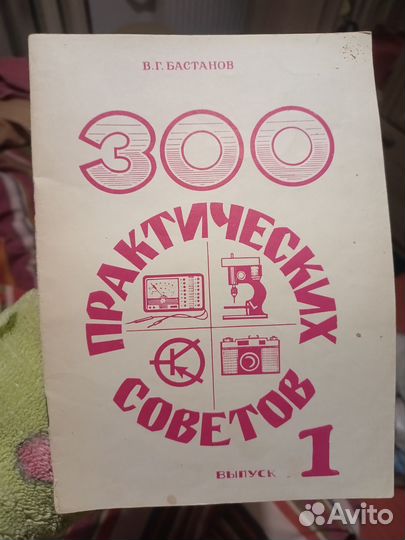 В.Г. БАСТАНОВ
300
ПРАКТИЧЕСКИХ
СОВЕТОВ
ВЫПУСК 1
Avito